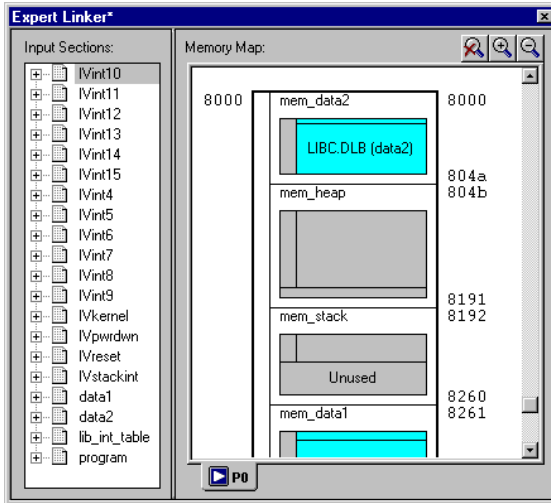 Expert Linker*
Input Sections:
IVint10
IVint11
IVint12
IVint13
IVint14
IVint15
IVint4
IVint5
IVint6
IVint7
IVint8
IVint9
IVkernel
IVpwrdwn
IVreset
IVstackint
data1
data2
lib_int_table
program
Memory Map:
8000 mem_data2 8000
LIBC.DLB (data2)
804a
mem_heap 804b
8191
mem_stack 8192
Unused
8260
mem_data1 8261
P0